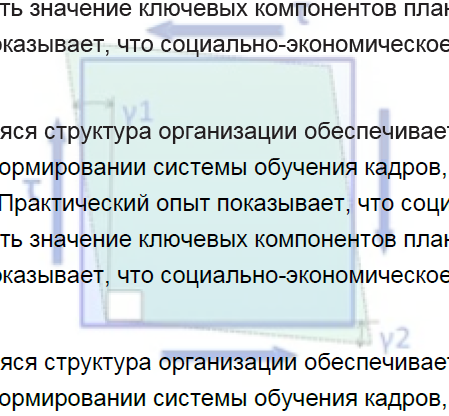 ть значение ключевых компонентов план
оказывает, что социально-экономическое
τ
γ1
яся структура организации обеспечивает
ормировании системы обучения кадров,
τ
Практический опыт показывает, что соци
ть значение ключевых компонентов план
оказывает, что социально-экономическое
γ2
яся структура организации обеспечивает
ормировании системы обучения кадров,